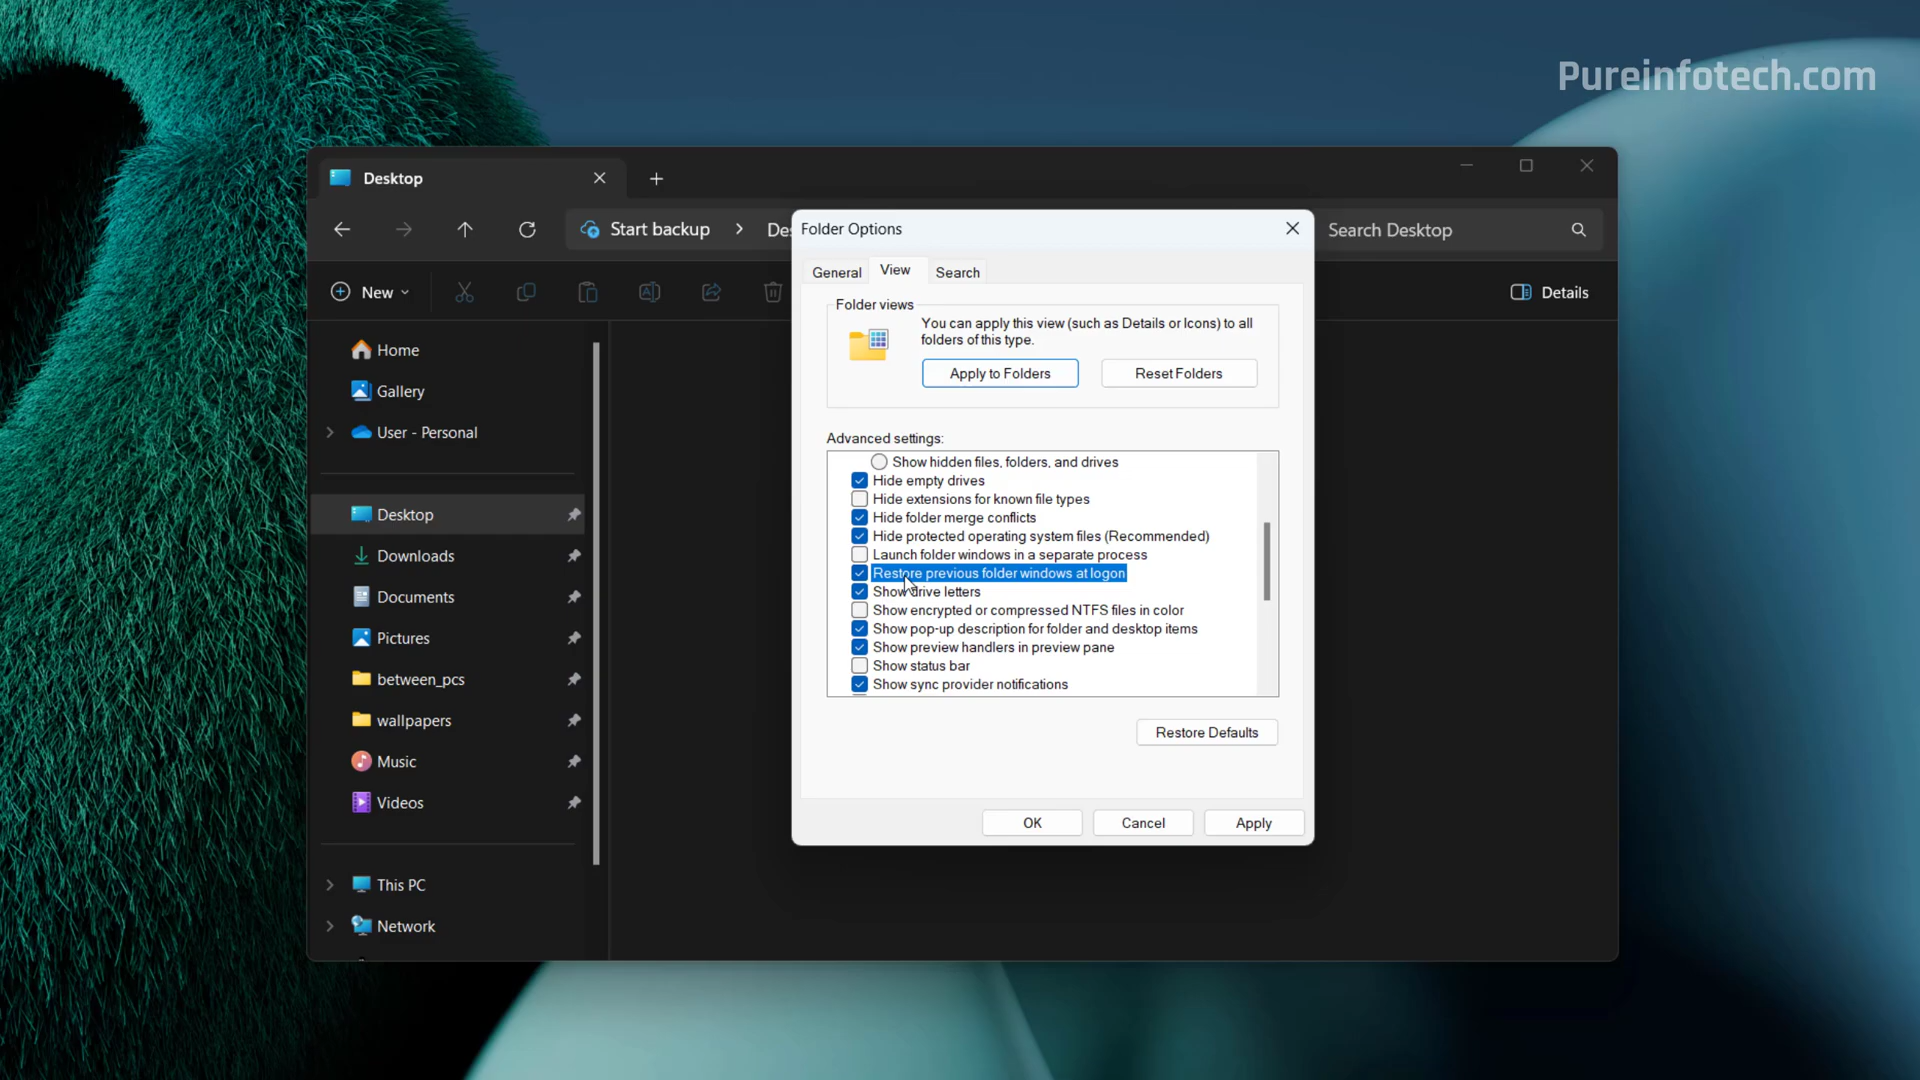 Pureinfotech.com
Desktop
Start backup
Des
Search Desktop
New
Details
Home
Gallery
User - Personal
Desktop
Downloads
Documents
Pictures
between_pcs
wallpapers
Music
Videos
This PC
Network
Folder Options
General
View
Search
Folder views
You can apply this view (such as Details or Icons) to all
folders of this type.
Apply to Folders
Reset Folders
Advanced settings:
Show hidden files, folders, and drives
Hide empty drives
Hide extensions for known file types
Hide folder merge conflicts
Hide protected operating system files (Recommended)
Launch folder windows in a separate process
Restore previous folder windows at logon
Show drive letters
Show encrypted or compressed NTFS files in color
Show pop-up description for folder and desktop items
Show preview handlers in preview pane
Show status bar
Show sync provider notifications
Restore Defaults
OK
Cancel
Apply